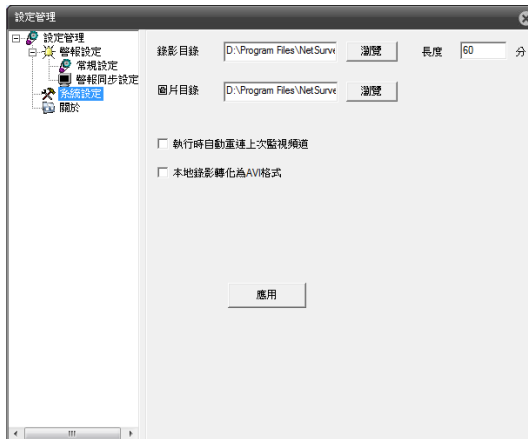 設定管理
設定管理
警報設定
常規設定
警報同步設定
系統設定
關於
錄影目錄 D:\Program Files\NetSurve 瀏覽 長度 60 分
圖片目錄 D:\Program Files\NetSurve 瀏覽
執行時自動重連上次監視頻道
本地錄影轉化為AVI格式
應用